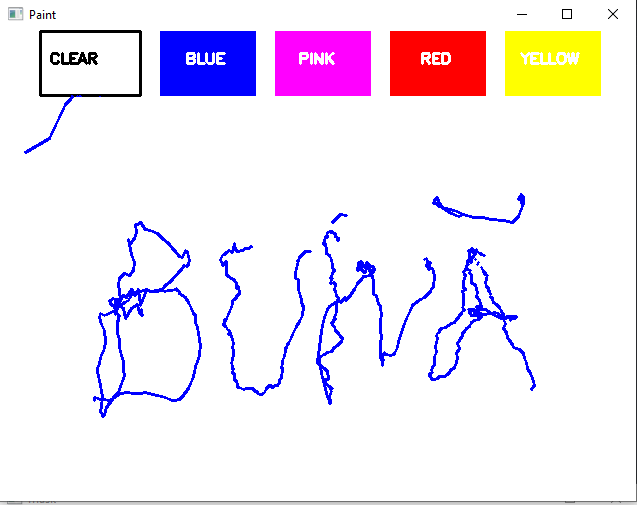 Paint
CLEAR BLUE PINK RED YELLOW
BUNĂ